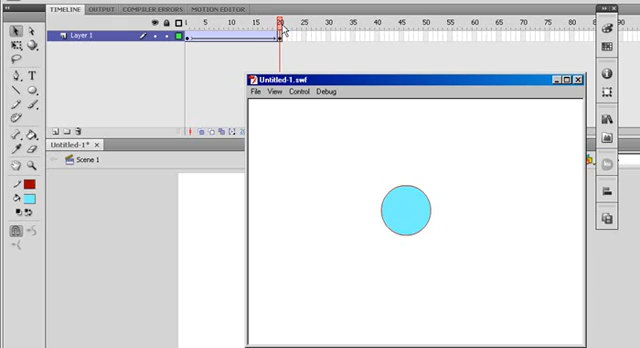 TIMELINE OUTPUT COMPILER ERRORS MOTION EDITOR
5 10 15 20 25 30 35 40 45 50 55 60 65 70 75 80 85 90
Layer 1
Untitled-1.swf
File View Control Debug
Untitled-1* ×
Scene 1
T